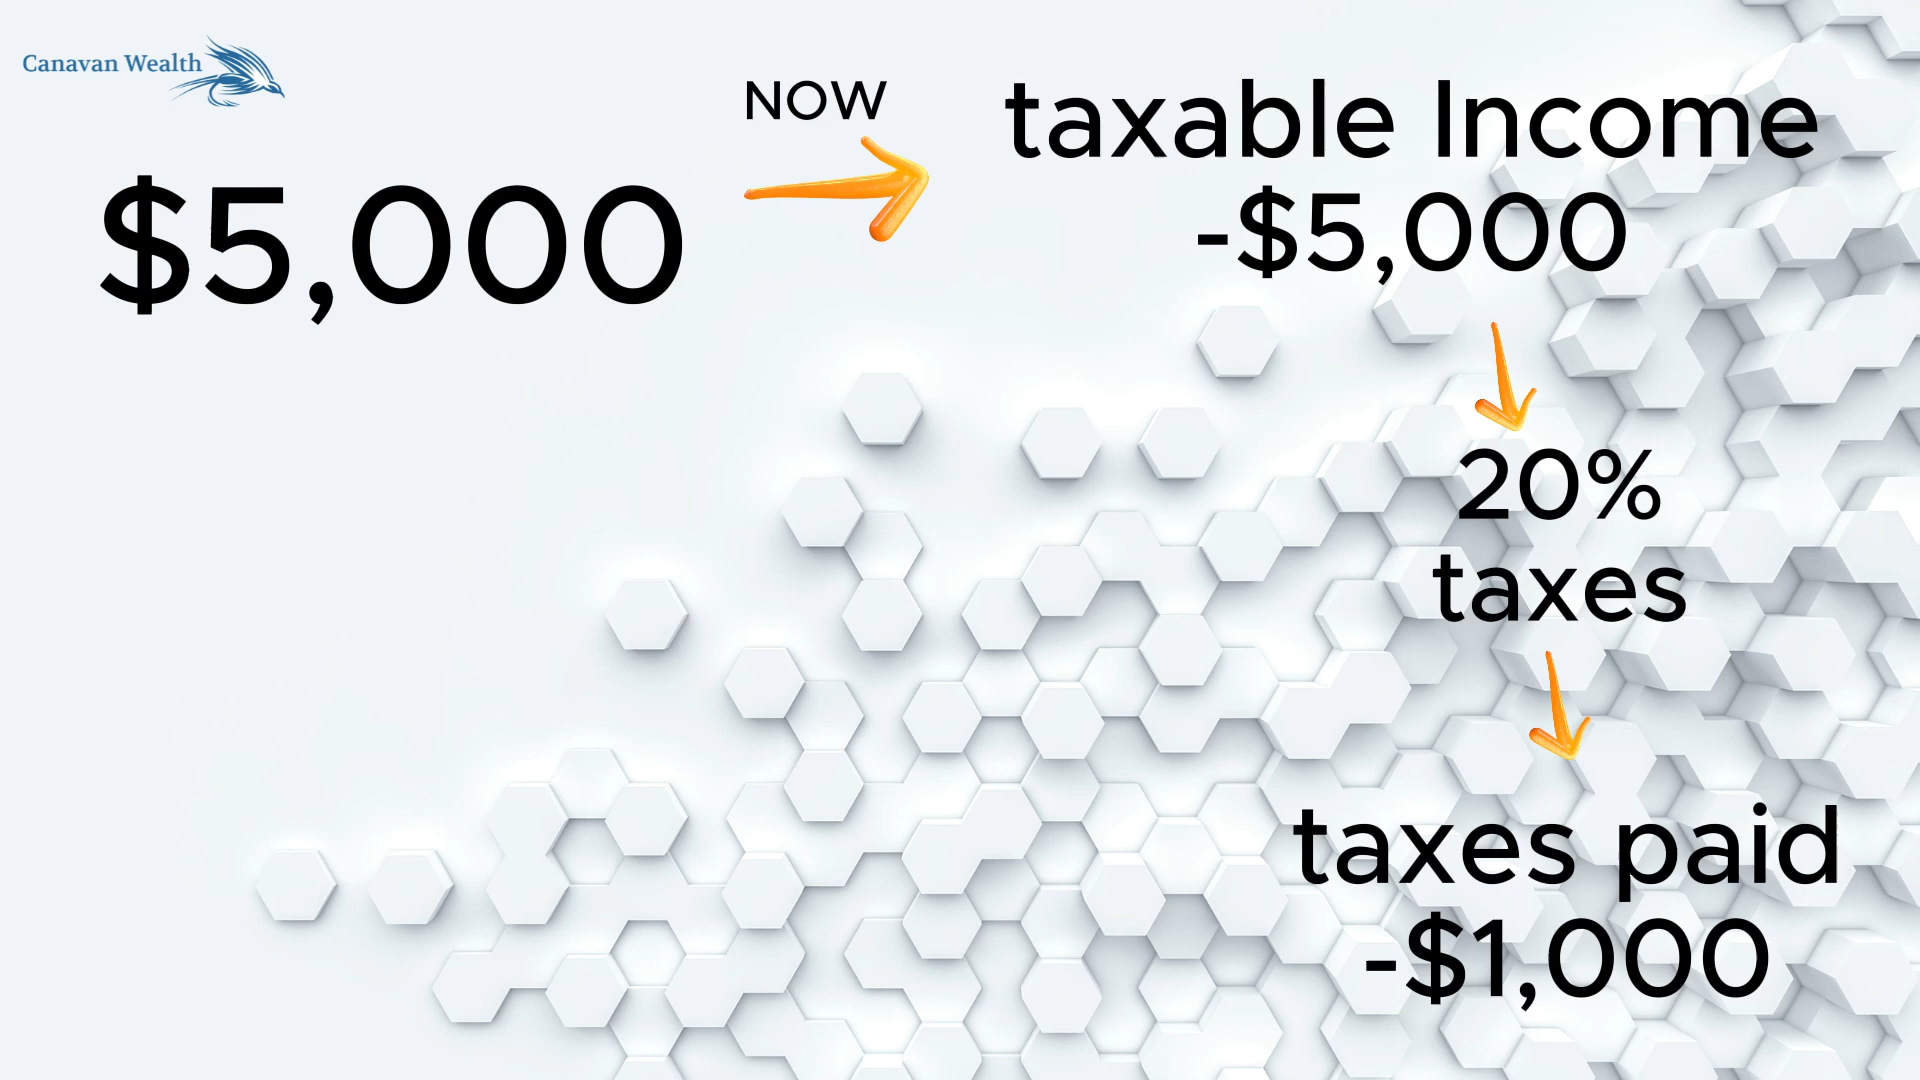 Canavan Wealth
$5,000
NOW
taxable Income
-$5,000
20%
taxes
taxes paid
-$1,000